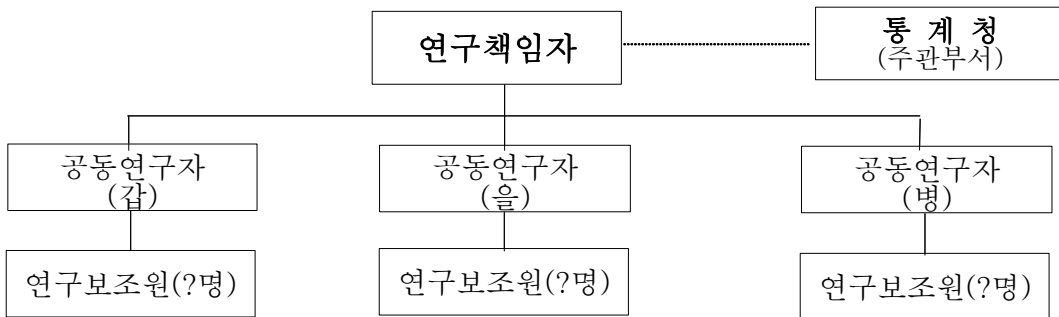 연구책임자
통 계 청
(주관부서)
공동연구자
(갑)
공동연구자
(을)
공동연구자
(병)
연구보조원(?명)
연구보조원(?명)
연구보조원(?명)